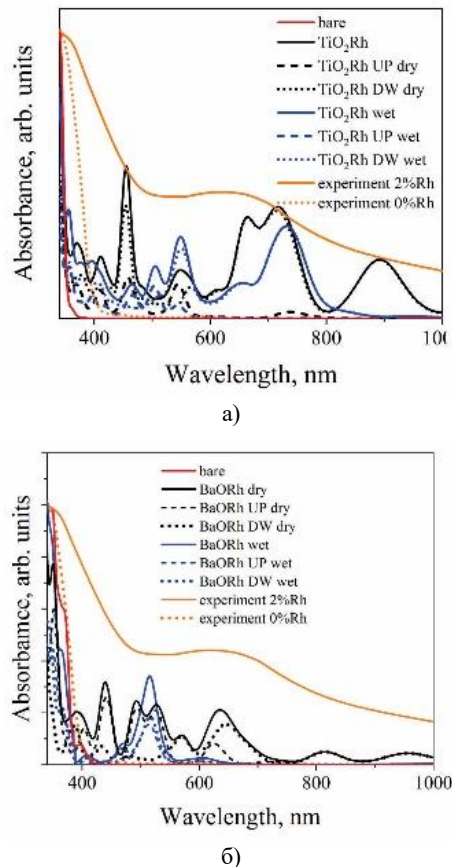 Absorbance, arb. units
bare
TiO₂Rh
TiO₂Rh UP dry
TiO₂Rh DW dry
TiO₂Rh wet
TiO₂Rh UP wet
TiO₂Rh DW wet
experiment 2%Rh
experiment 0%Rh
400 600 800 100
Wavelength, nm
а)
Absorbamce, arb. units
bare
BaORh dry
BaORh UP dry
BaORh DW dry
BaORh wet
BaORh UP wet
BaORh DW wet
experiment 2%Rh
experiment 0%Rh
400 600 800 1000
Wavelength, nm
б)